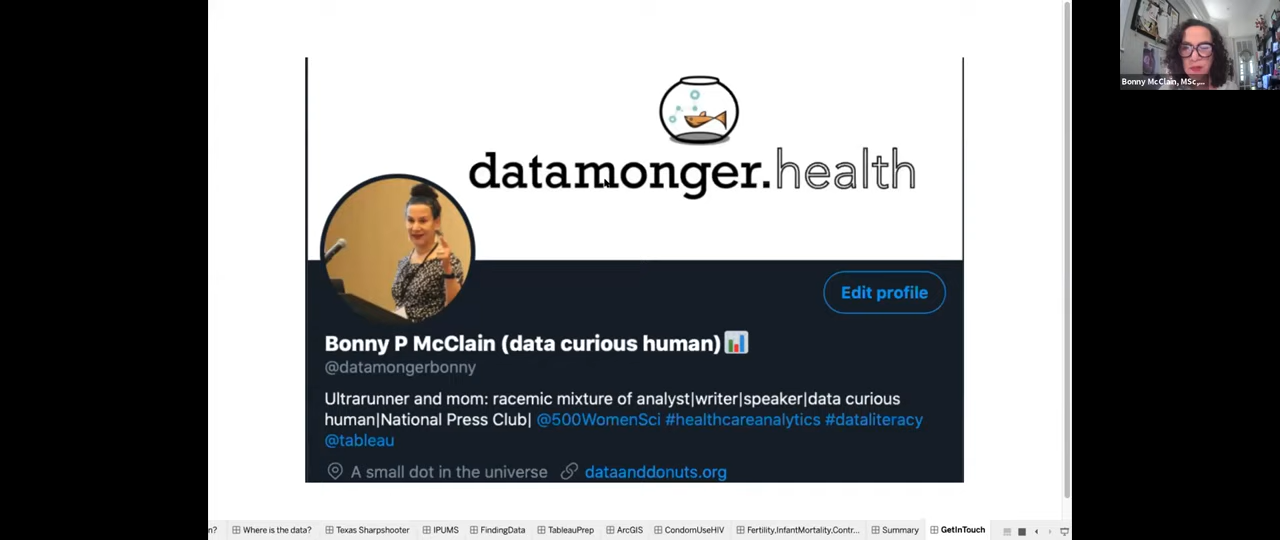 datamonger.health
Bonny McClain, MSc,...
Edit profile
Bonny P McClain (data curious human)
@datamongerbonny
Ultrarunner and mom: racemic mixture of analyst|writer|speaker|data curious
human|National Press Club| @500WomenSci #healthcareanalytics #dataliteracy
@tableau
A small dot in the universe dataanddonuts.org
n? Where is the data? Texas Sharpshooter IPUMS FindingData TableauPrep ArcGIS CondomUseHIV Fertility,InfantMortality,Contr... Summary GetInTouch